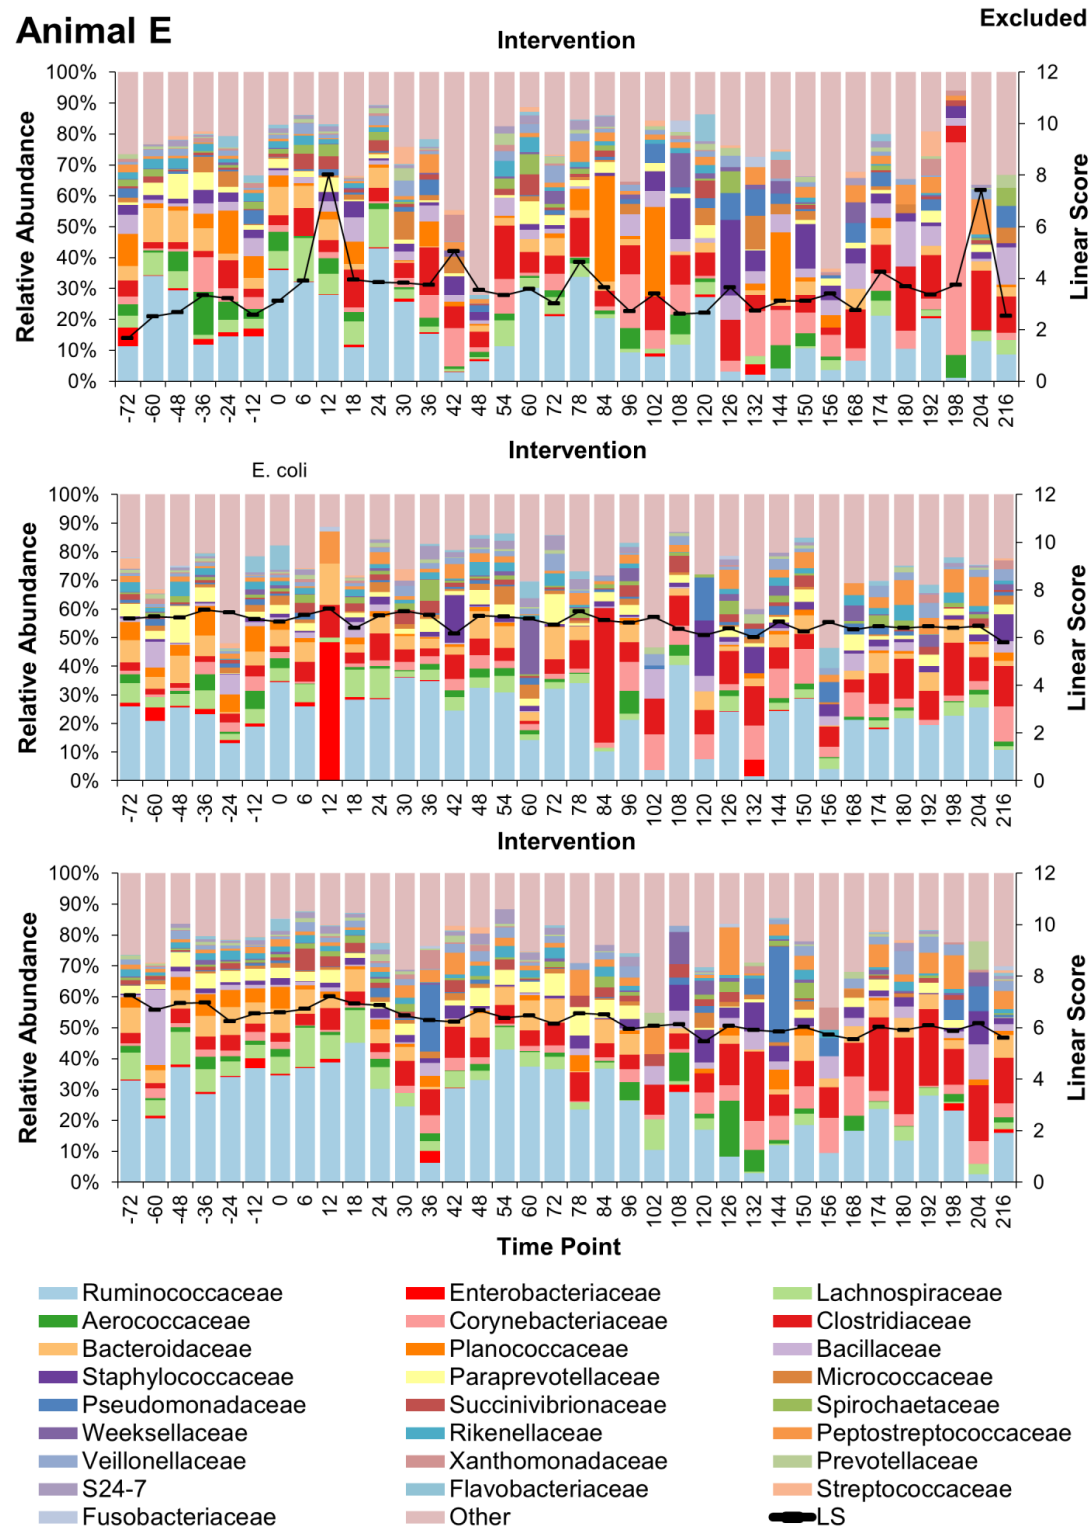 Animal E
Excluded
Intervention
100%
90%
80%
70%
60%
50%
40%
30%
20%
10%
0%
Relative Abundance
12
10
8
6
4
2
0
Linear Score
-72 -60 -48 -36 -24 -12 0 6 12 18 24 30 36 42 48 54 60 72 78 84 96 102 108 120 126 132 144 150 156 168 174 180 192 198 204 216
Intervention
E. coli
100%
90%
80%
70%
60%
50%
40%
30%
20%
10%
0%
Relative Abundance
12
10
8
6
4
2
0
Linear Score
-72 -60 -48 -36 -24 -12 0 6 12 18 24 30 36 42 48 54 60 72 78 84 96 102 108 120 126 132 144 150 156 168 174 180 192 198 204 216
Intervention
100%
90%
80%
70%
60%
50%
40%
30%
20%
10%
0%
Relative Abundance
12
10
8
6
4
2
0
Linear Score
-72 -60 -48 -36 -24 -12 0 6 12 18 24 30 36 42 48 54 60 72 78 84 96 102 108 120 126 132 144 150 156 168 174 180 192 198 204 216
Time Point
Ruminococcaceae Enterobacteriaceae Lachnospiraceae
Aerococcaceae Corynebacteriaceae Clostridiaceae
Bacteroidaceae Planococcaceae Bacillaceae
Staphylococcaceae Paraprevotellaceae Micrococcaceae
Pseudomonadaceae Succinivibrionaceae Spirochaetaceae
Weeksellaceae Rikenellaceae Peptostreptococcaceae
Veillonellaceae Xanthomonadaceae Prevotellaceae
S24-7 Flavobacteriaceae Streptococcaceae
Fusobacteriaceae Other LS